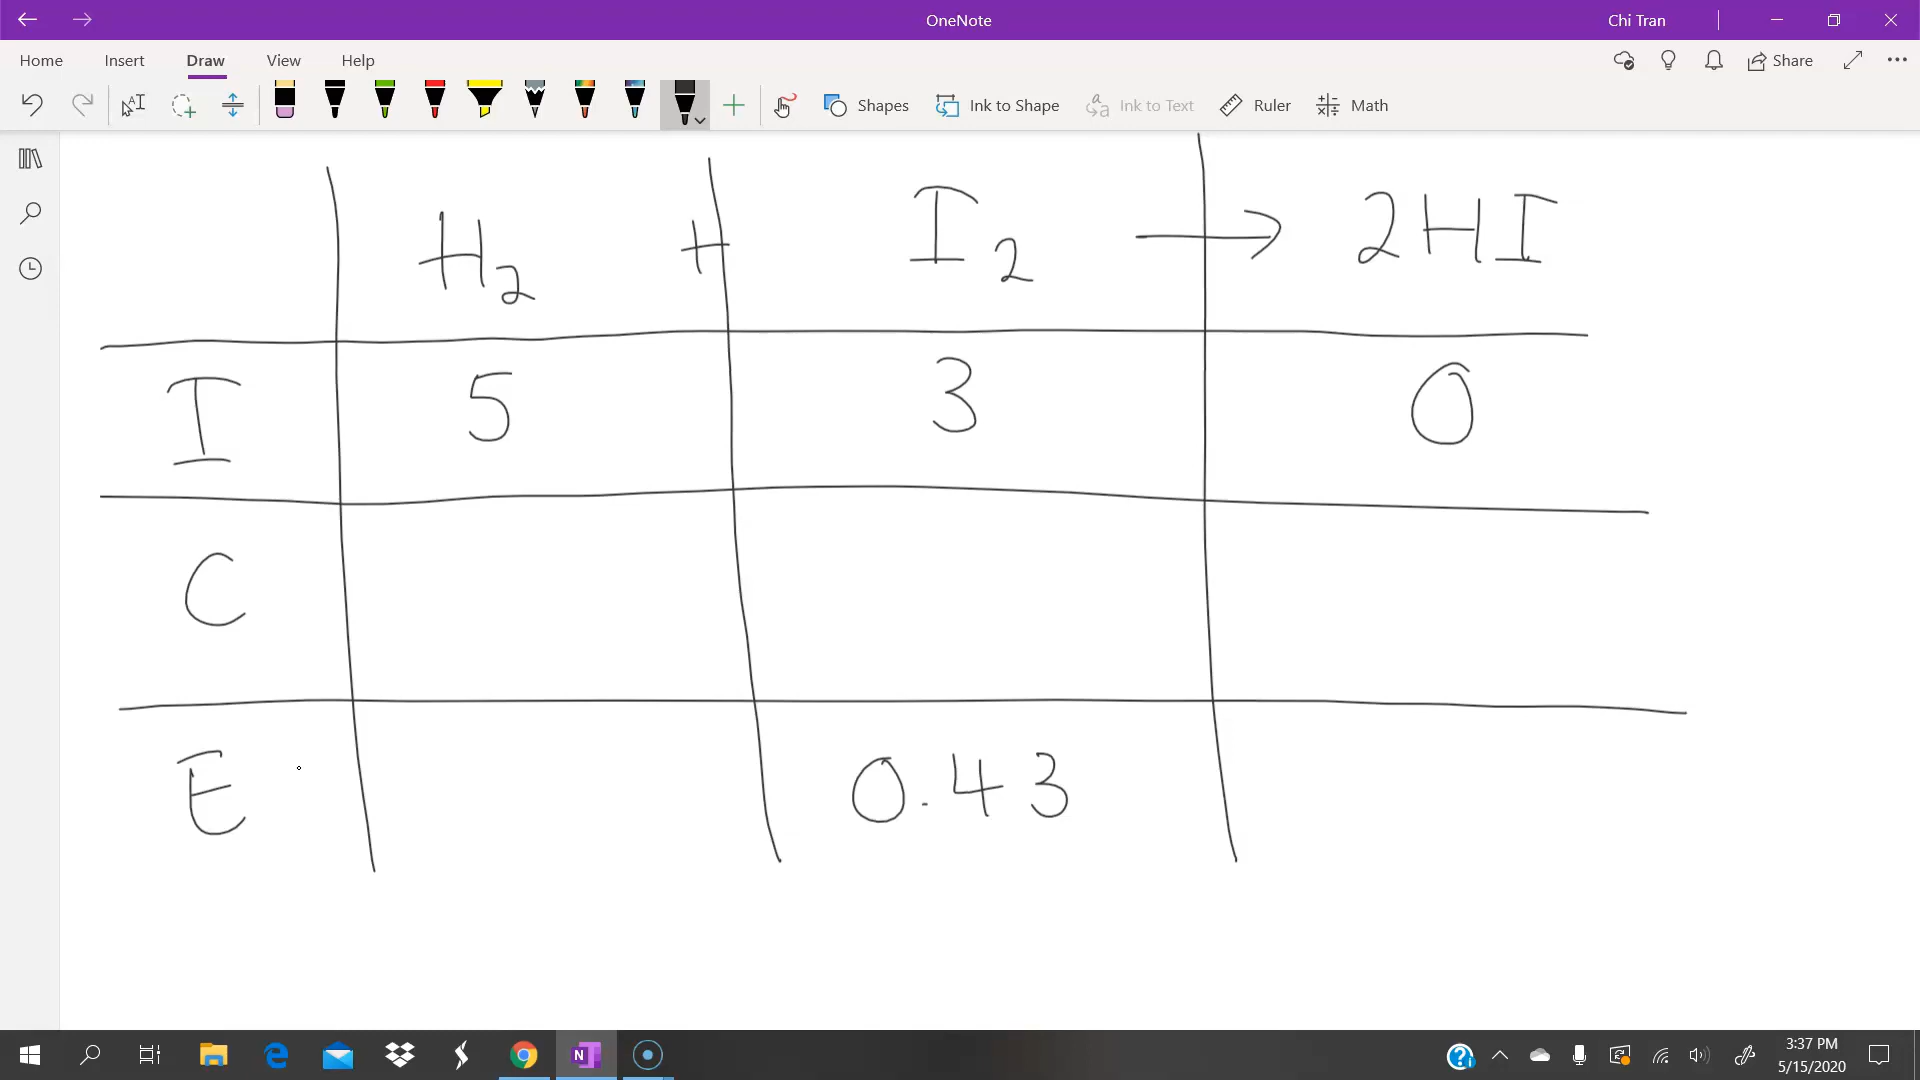 OneNote
Chi Tran
Home Insert Draw View Help
Share
Shapes Ink to Shape Ink to Text Ruler Math
H₂ + I₂ → 2HI
I 5 3 0
C
E 0.43
3:37 PM
5/15/2020